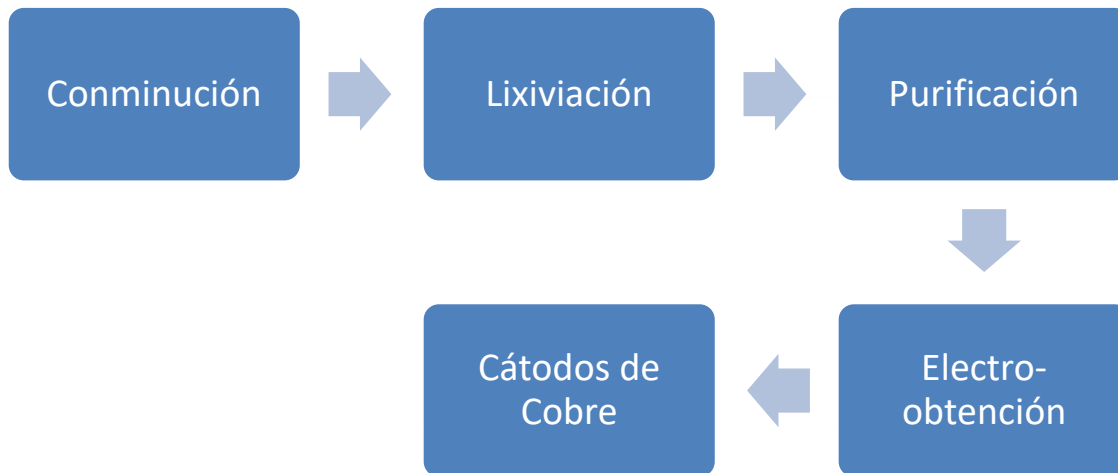 Conminución
Lixiviación
Purificación
Electro-
obtención
Cátodos de
Cobre